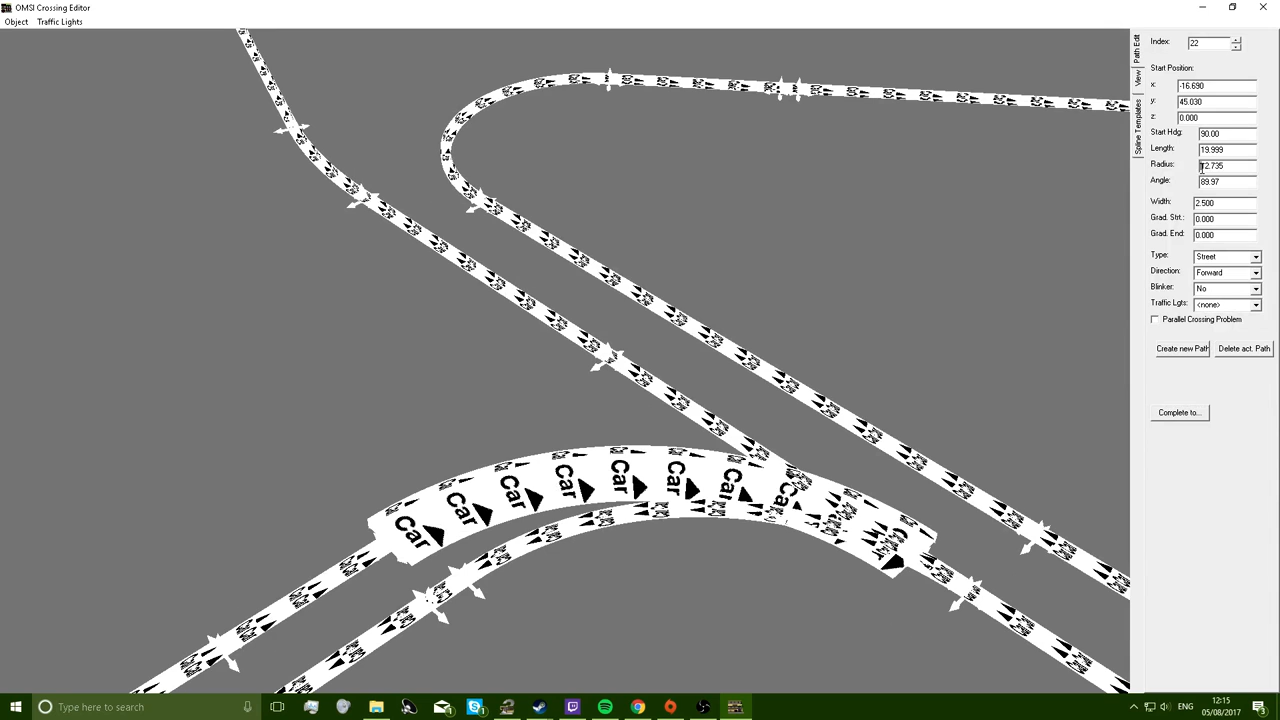 OMSI Crossing Editor
Object Traffic Lights
Path Edit
View
Spline Templates
Index: 22
Start Position:
x: -16.690
y: 45.030
z: 0.000
Start Hdg: 90.00
Length: 19.999
Radius: 12.735
Angle: 89.97
Width: 2.500
Grad. Strt.: 0.000
Grad. End: 0.000
Type: Street
Direction: Forward
Blinker: No
Traffic Lgts: <none>
Parallel Crossing Problem
Create new Path Delete act. Path
Complete to...
Car Car Car Car Car Car Car Car Car
Type here to search
ENG
12:15
05/08/2017